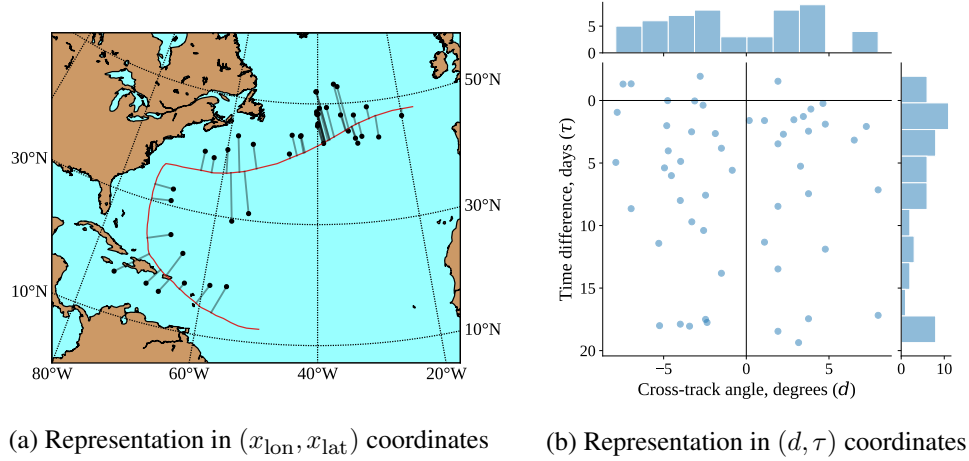 50°N
30°N
30°N
10°N
10°N
80°W
60°W
40°W
20°W
5
0
0
5
10
15
20
Time difference, days (τ)
−5
0
5
Cross-track angle, degrees (d)
0
10
(a) Representation in (x_lon, x_lat) coordinates
(b) Representation in (d, τ) coordinates